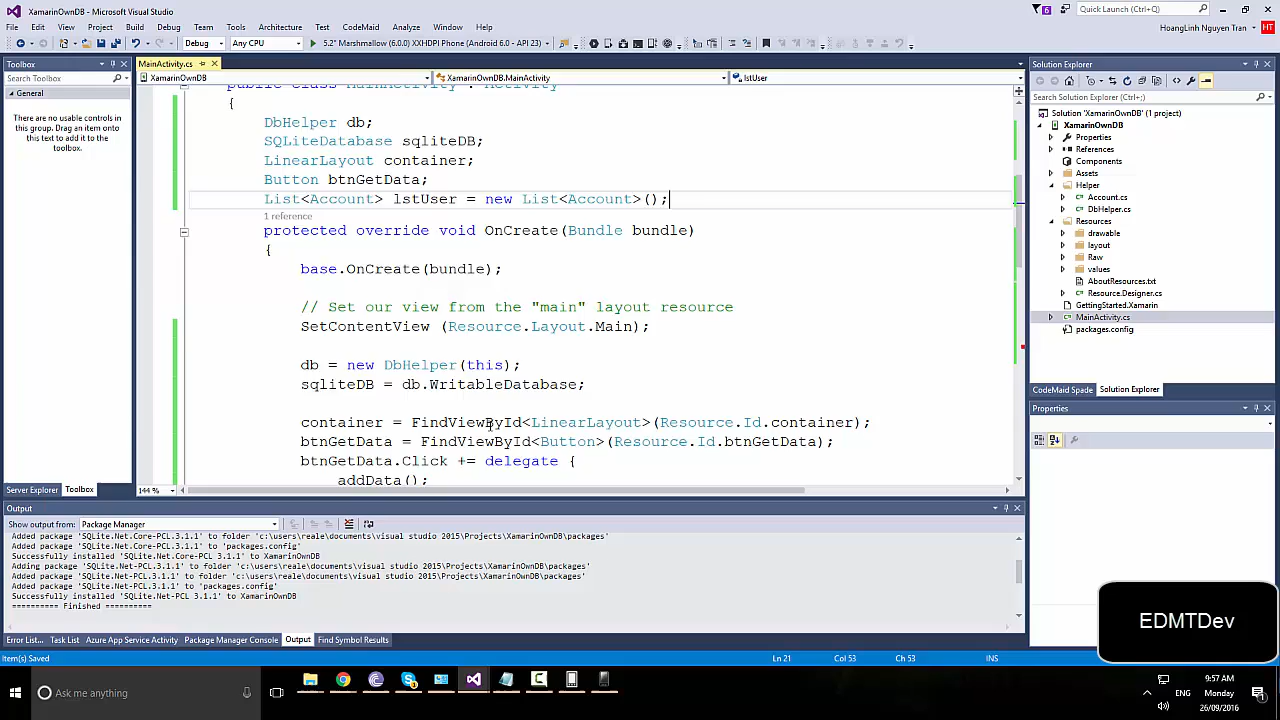 XamarinOwnDB - Microsoft Visual Studio
6
Quick Launch (Ctrl+Q)
File Edit View Project Build Debug Team Tools Architecture Test CodeMaid Analyze Window Help
HoangLinh Nguyen Tran HT
Debug Any CPU 5.2" Marshmallow (6.0.0) XXHDPI Phone (Android 6.0 - API 23)
Toolbox
Search Toolbox
General
There are no usable controls in
this group. Drag an item onto
this text to add it to the
toolbox.
Server Explorer Toolbox
MainActivity.cs
XamarinOwnDB XamarinOwnDB.MainActivity lstUser
public class MainActivity : Activity
{
DbHelper db;
SQLiteDatabase sqliteDB;
LinearLayout container;
Button btnGetData;
List<Account> lstUser = new List<Account>();
1 reference
protected override void OnCreate(Bundle bundle)
{
base.OnCreate(bundle);
// Set our view from the "main" layout resource
SetContentView (Resource.Layout.Main);
db = new DbHelper(this);
sqliteDB = db.WritableDatabase;
container = FindViewById<LinearLayout>(Resource.Id.container);
btnGetData = FindViewById<Button>(Resource.Id.btnGetData);
btnGetData.Click += delegate {
addData();
144 %
Solution Explorer
Search Solution Explorer (Ctrl+;)
Solution 'XamarinOwnDB' (1 project)
XamarinOwnDB
Properties
References
Components
Assets
Helper
Account.cs
DbHelper.cs
Resources
drawable
layout
Raw
values
AboutResources.txt
Resource.Designer.cs
GettingStarted.Xamarin
MainActivity.cs
packages.config
CodeMaid Spade Solution Explorer
Properties
Output
Show output from: Package Manager
Added package 'SQLite.Net.Core-PCL.3.1.1' to folder 'c:\users\reale\documents\visual studio 2015\Projects\XamarinOwnDB\packages'
Added package 'SQLite.Net.Core-PCL.3.1.1' to 'packages.config'
Successfully installed 'SQLite.Net.Core-PCL 3.1.1' to XamarinOwnDB
Adding package 'SQLite.Net-PCL.3.1.1' to folder 'c:\users\reale\documents\visual studio 2015\Projects\XamarinOwnDB\packages'
Added package 'SQLite.Net-PCL.3.1.1' to folder 'c:\users\reale\documents\visual studio 2015\Projects\XamarinOwnDB\packages'
Added package 'SQLite.Net-PCL.3.1.1' to 'packages.config'
Successfully installed 'SQLite.Net-PCL 3.1.1' to XamarinOwnDB
========== Finished ==========
Error List... Task List Azure App Service Activity Package Manager Console Output Find Symbol Results
EDMTDev
Item(s) Saved Ln 21 Col 53 Ch 53 INS
Ask me anything
ENG
9:57 AM
Monday
26/09/2016
1